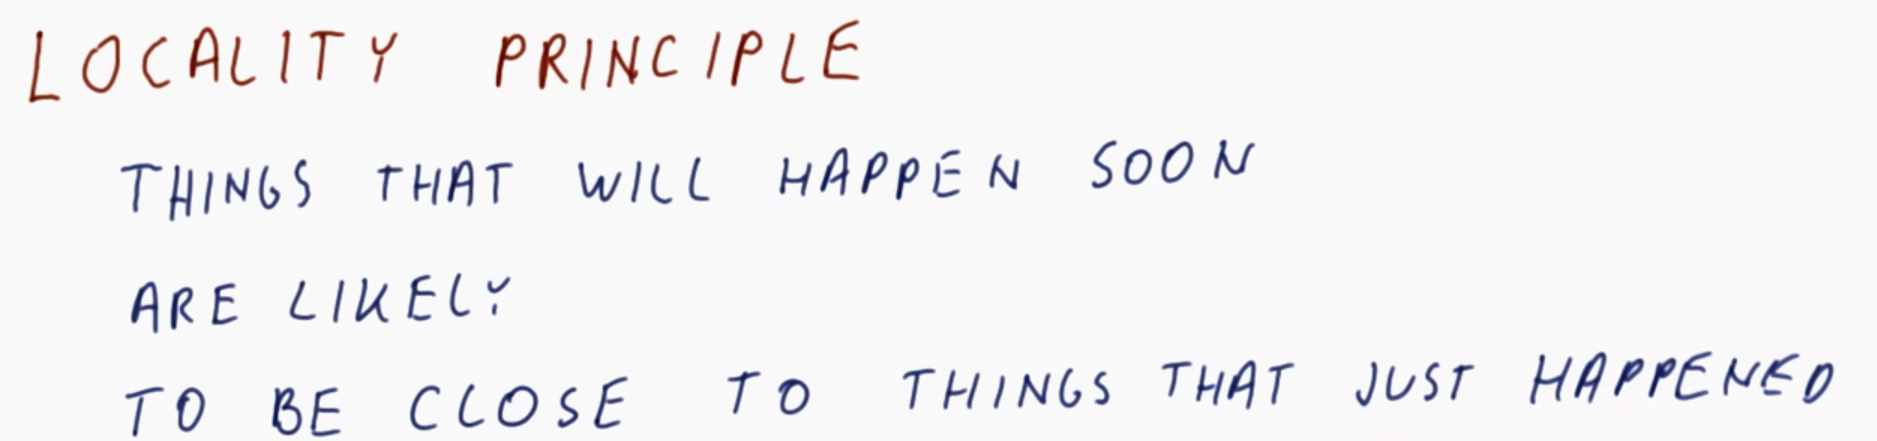 LOCALITY PRINCIPLE
THINGS THAT WILL HAPPEN SOON
ARE LIKELY
TO BE CLOSE TO THINGS THAT JUST HAPPENED